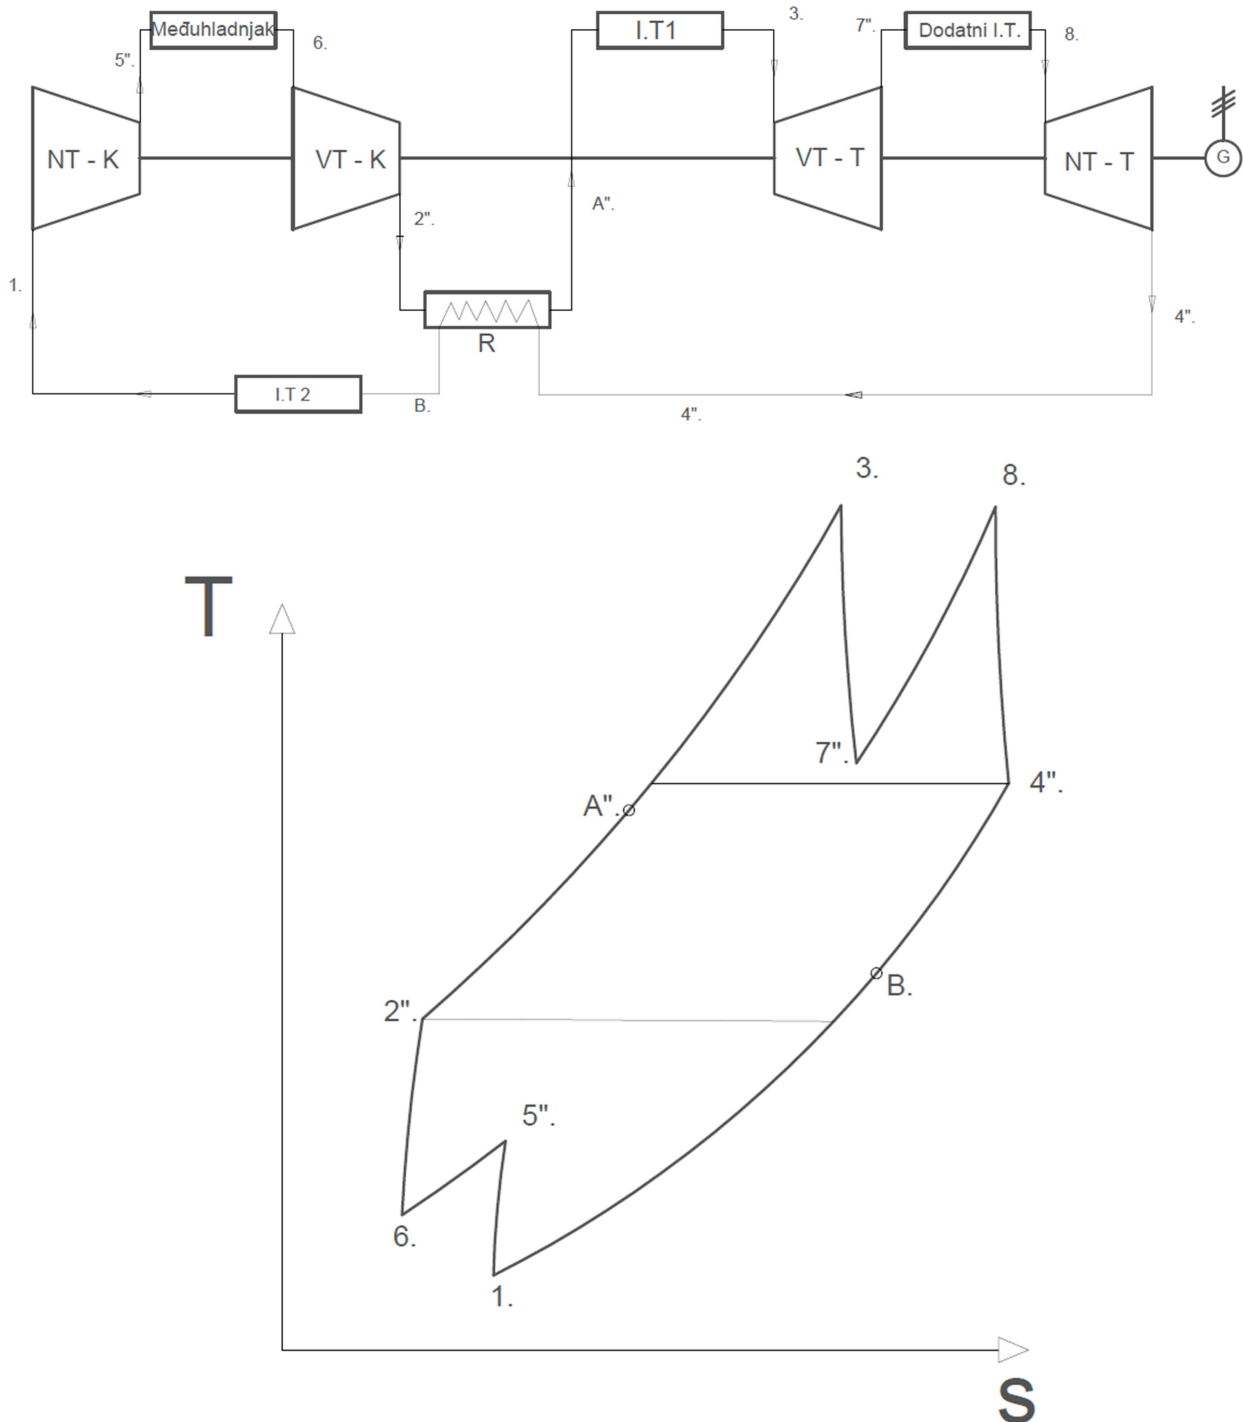 Međuhladnjak
5".
6.
I.T1
3.
7".
Dodatni I.T.
8.
NT - K
VT - K
VT - T
NT - T
G
2".
A".
1.
R
4".
I.T 2
B.
4".
3.
8.
T
7".
4".
A".
B.
2".
5".
6.
1.
S